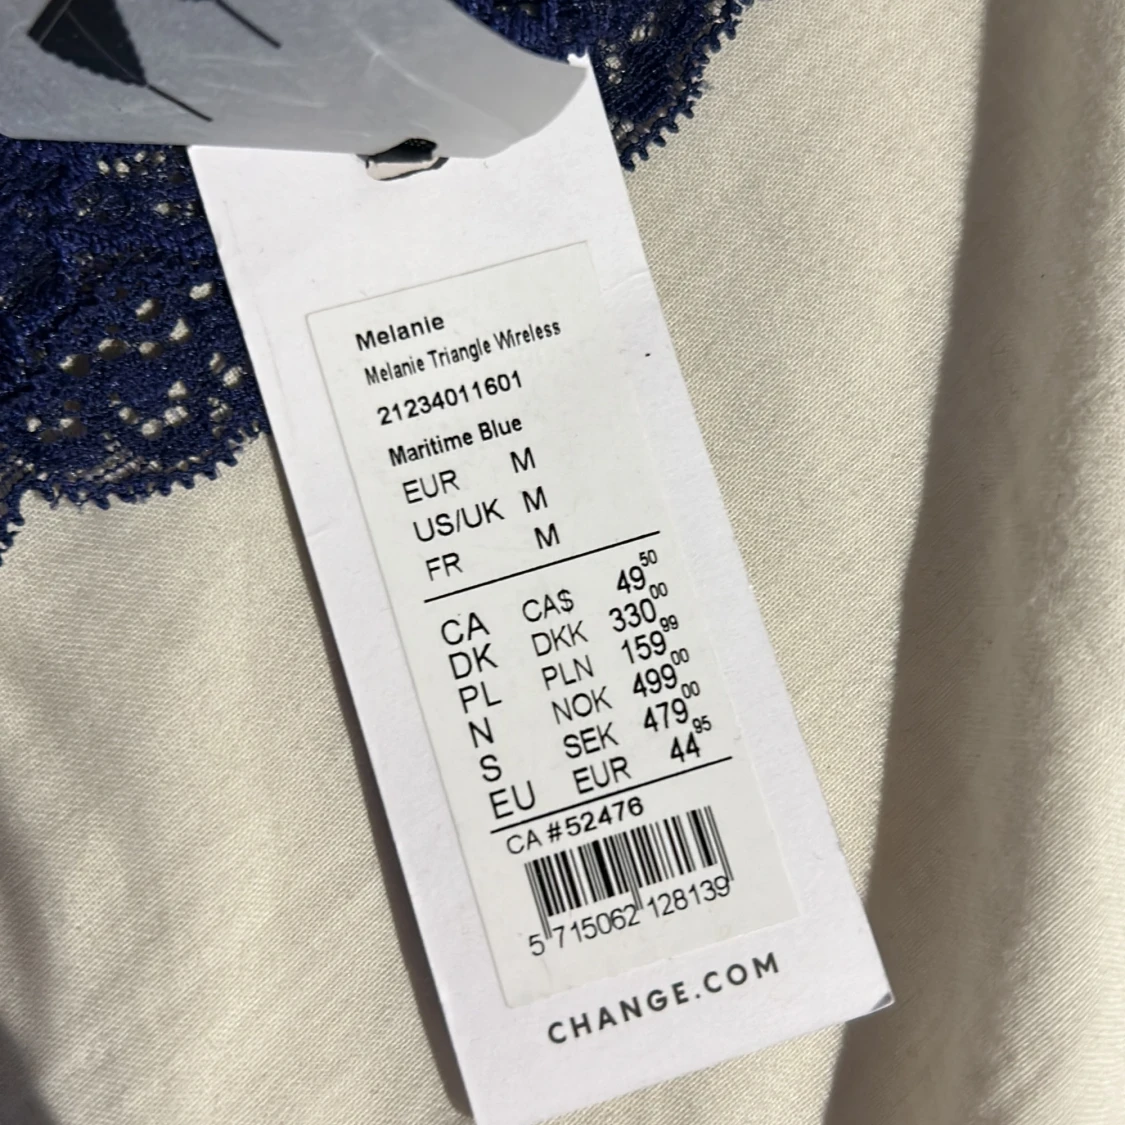 Melanie
Melanie Triangle Wireless
21234011601
Maritime Blue
EUR M
US/UK M
FR M
CA CA$ 49 50
DK DKK 330 00
PL PLN 159 99
N NOK 499 00
S SEK 479 00
EU EUR 44 95
CA #52476
5 715062 128139
CHANGE.COM